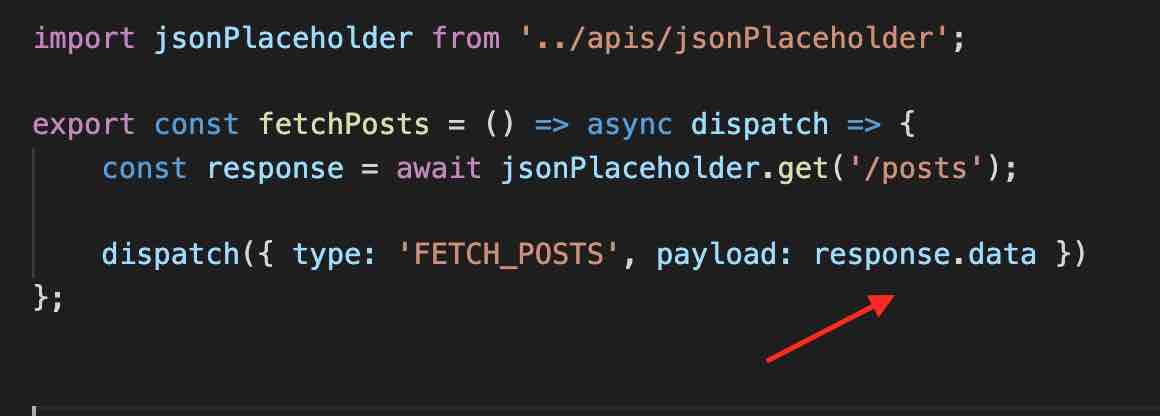 import jsonPlaceholder from '../apis/jsonPlaceholder';
export const fetchPosts = () => async dispatch => {
const response = await jsonPlaceholder.get('/posts');
dispatch({ type: 'FETCH_POSTS', payload: response.data })
};